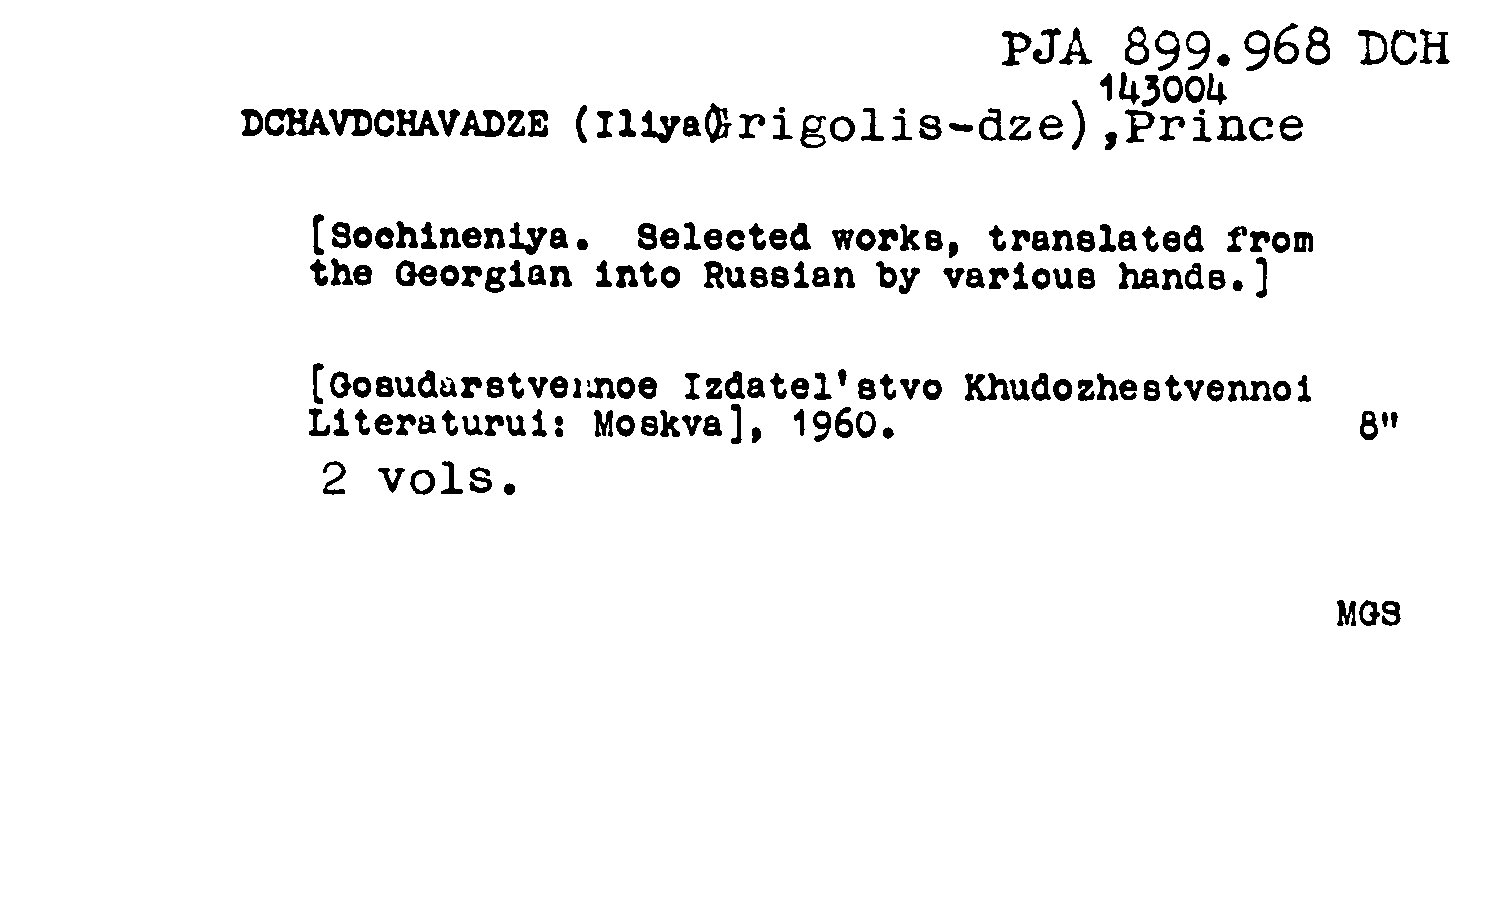 PJA 899.968 DCH
143004
DCHAVDCHAVADZE (Iliya Grigolis-dze), Prince
[Sochineniya. Selected works, translated from
the Georgian into Russian by various hands.]
[Gosudarstvennoe Izdatel'stvo Khudozhestvennoi
Literaturui: Moskva], 1960. 8"
2 vols.
MGS